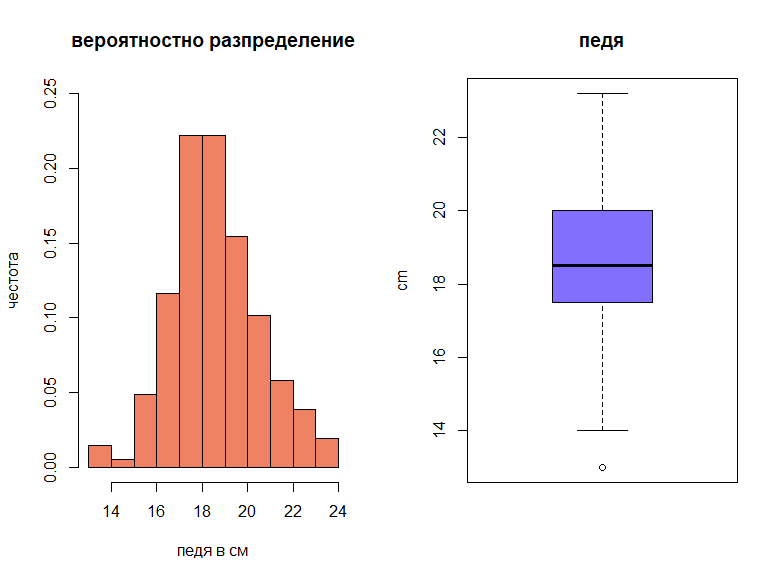 вероятностно разпределение
честота
0.00 0.05 0.10 0.15 0.20 0.25
14 16 18 20 22 24
педя в см
педя
cm
14 16 18 20 22